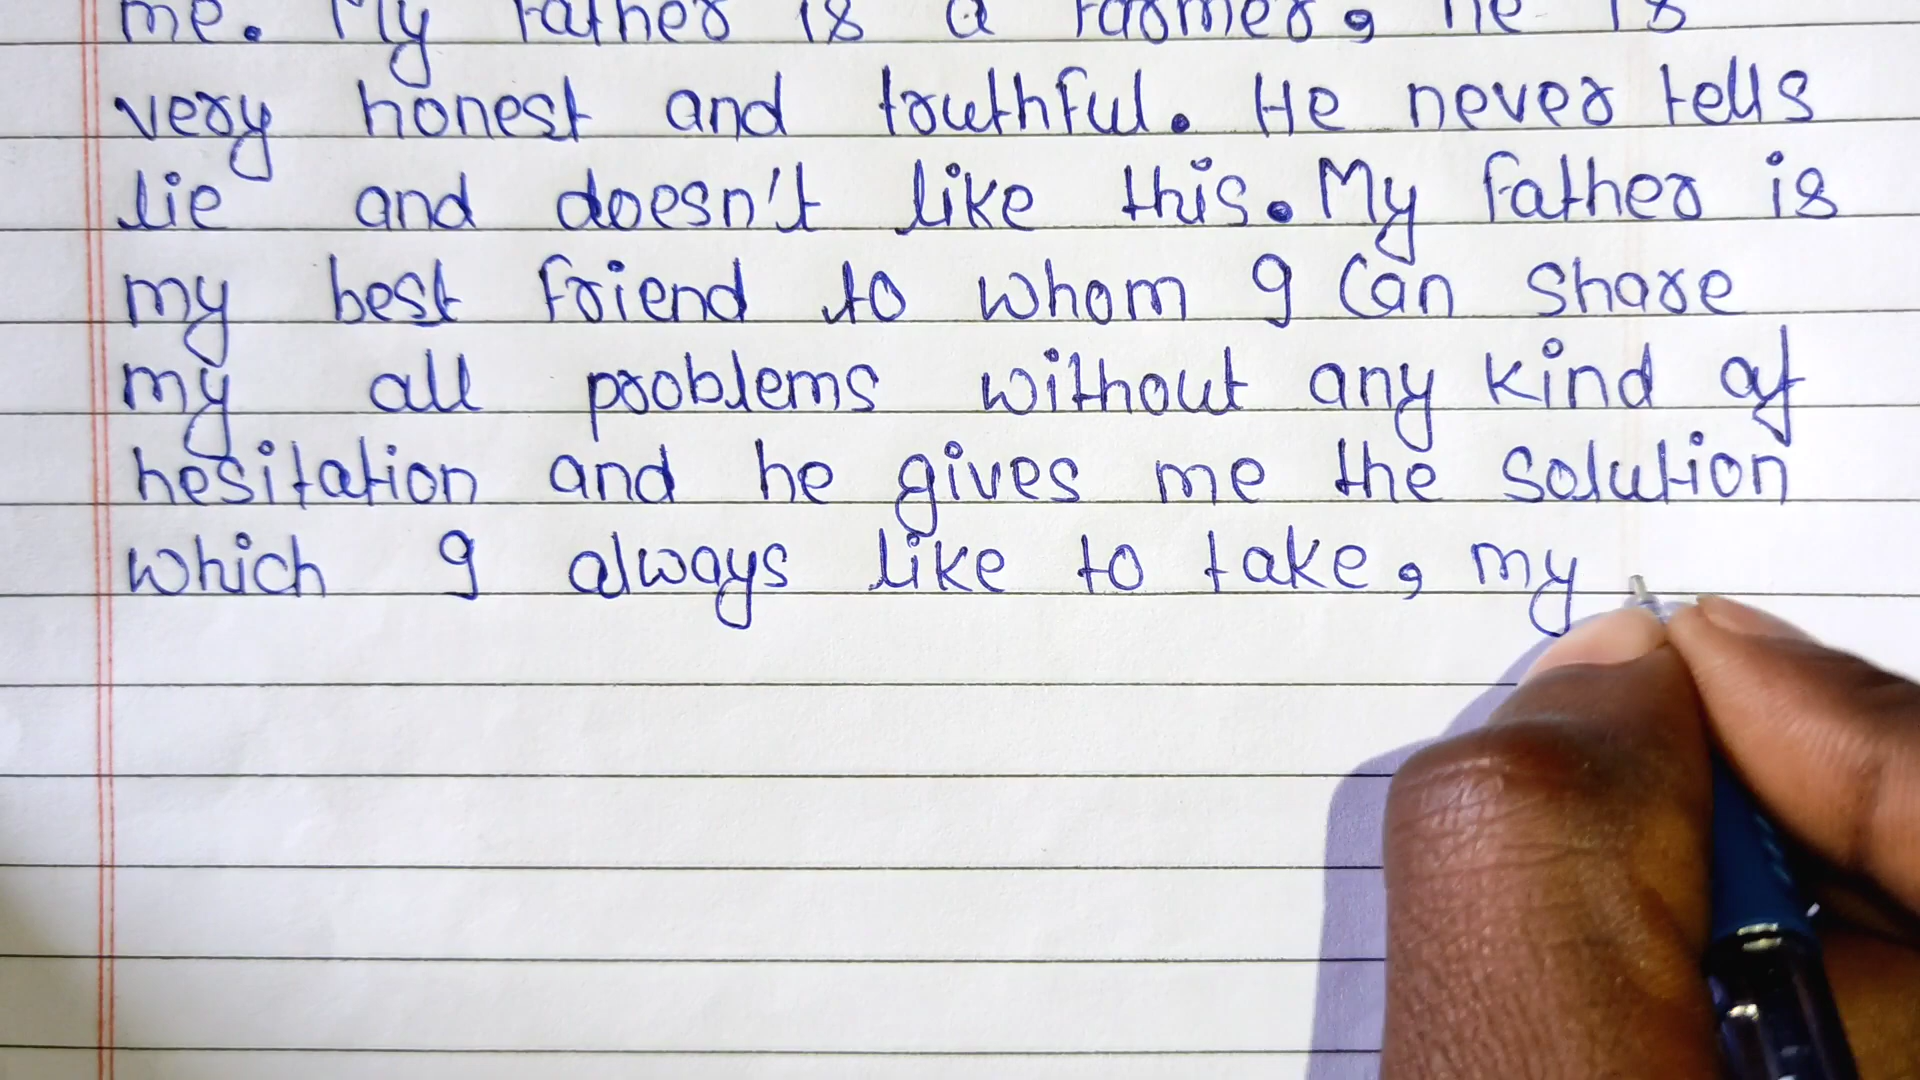 me. My father is a farmer, he is
very honest and truthful. He never tells
lie and doesn't like this. My father is
my best friend to whom I can share
my all problems without any kind of
hesitation and he gives me the solution
which I always like to take, my